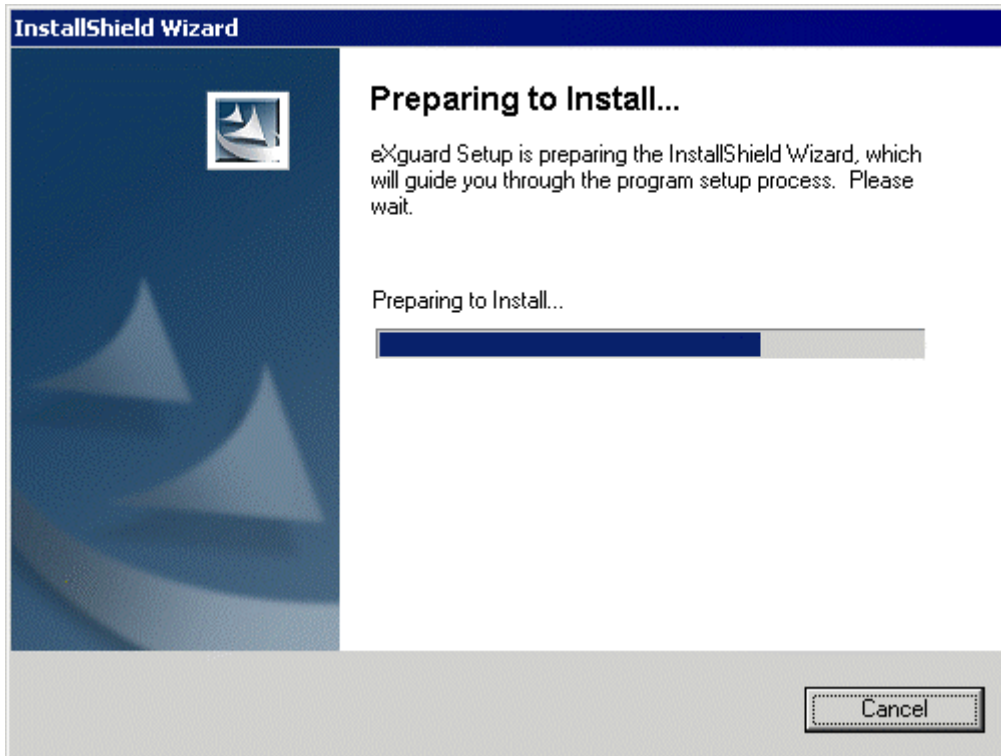 InstallShield Wizard
Preparing to Install...
eXguard Setup is preparing the InstallShield Wizard, which
will guide you through the program setup process.  Please
wait.
Preparing to Install...
Cancel